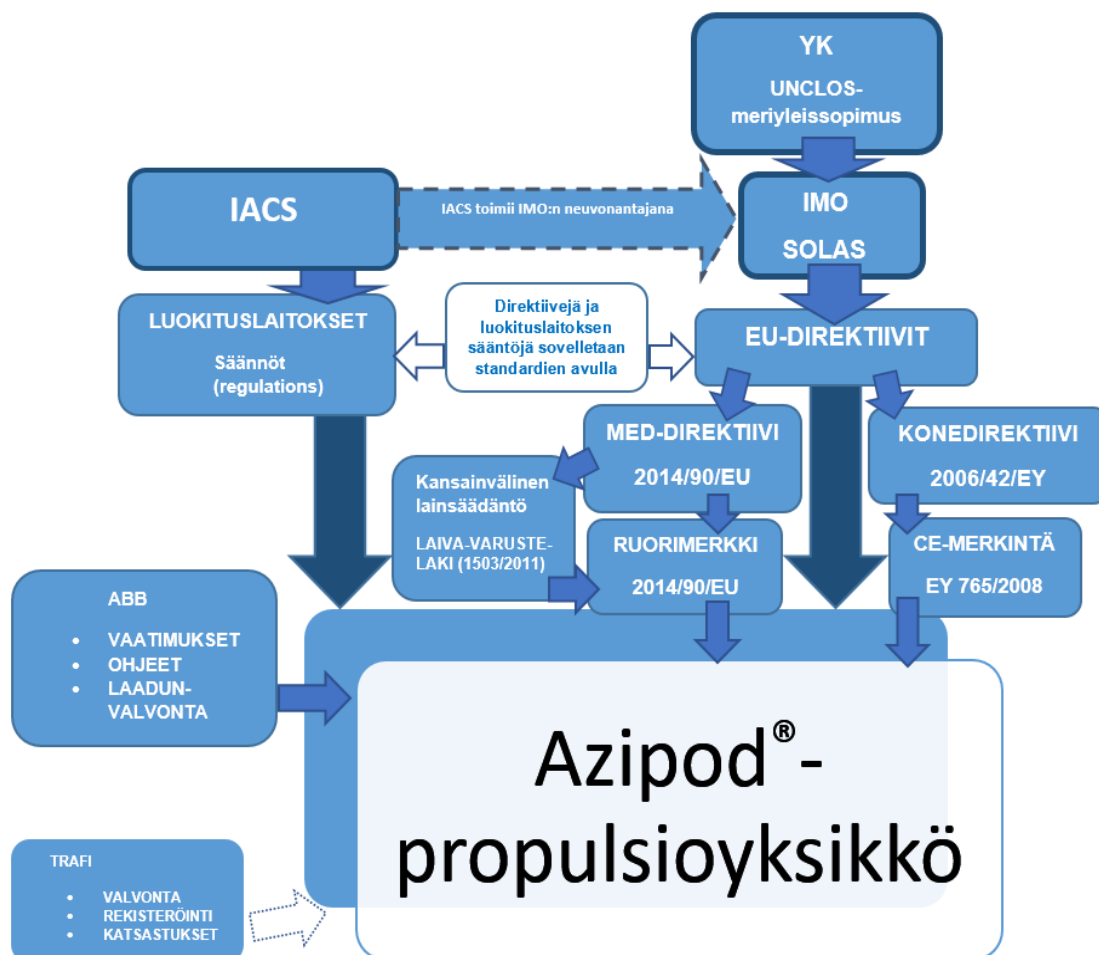 YK
UNCLOS-
meriyleissopimus
IACS
IACS toimii IMO:n neuvonantajana
IMO
SOLAS
LUOKITUSLAITOKSET
Säännöt
(regulations)
Direktiivejä ja
luokituslaitoksen
sääntöjä sovelletaan
standardien avulla
EU-DIREKTIIVIT
MED-DIREKTIIVI
2014/90/EU
KONEDIREKTIIVI
2006/42/EY
Kansainvälinen
lainsäädäntö
LAIVA-VARUSTE-
LAKI (1503/2011)
RUORIMERKKI
2014/90/EU
CE-MERKINTÄ
EY 765/2008
ABB
• VAATIMUKSET
• OHJEET
• LAADUN-
VALVONTA
Azipod®-
propulsioyksikkö
TRAFI
• VALVONTA
• REKISTERÖINTI
• KATSASTUKSET